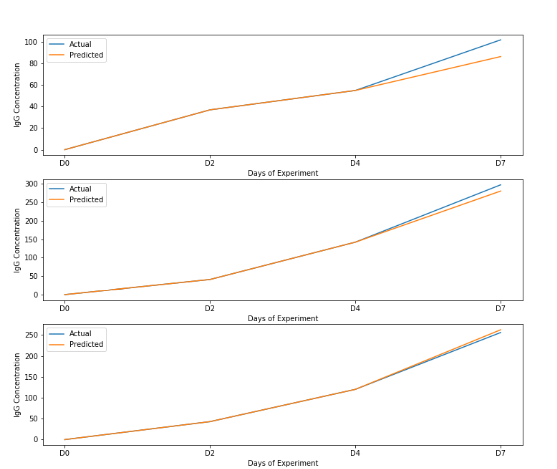 100
80
60
40
20
0
IgG Concentration
Actual
Predicted
D0 D2 D4 D7
Days of Experiment
300
250
200
150
100
50
0
IgG Concentration
Actual
Predicted
D0 D2 D4 D7
Days of Experiment
250
200
150
100
50
0
IgG Concentration
Actual
Predicted
D0 D2 D4 D7
Days of Experiment